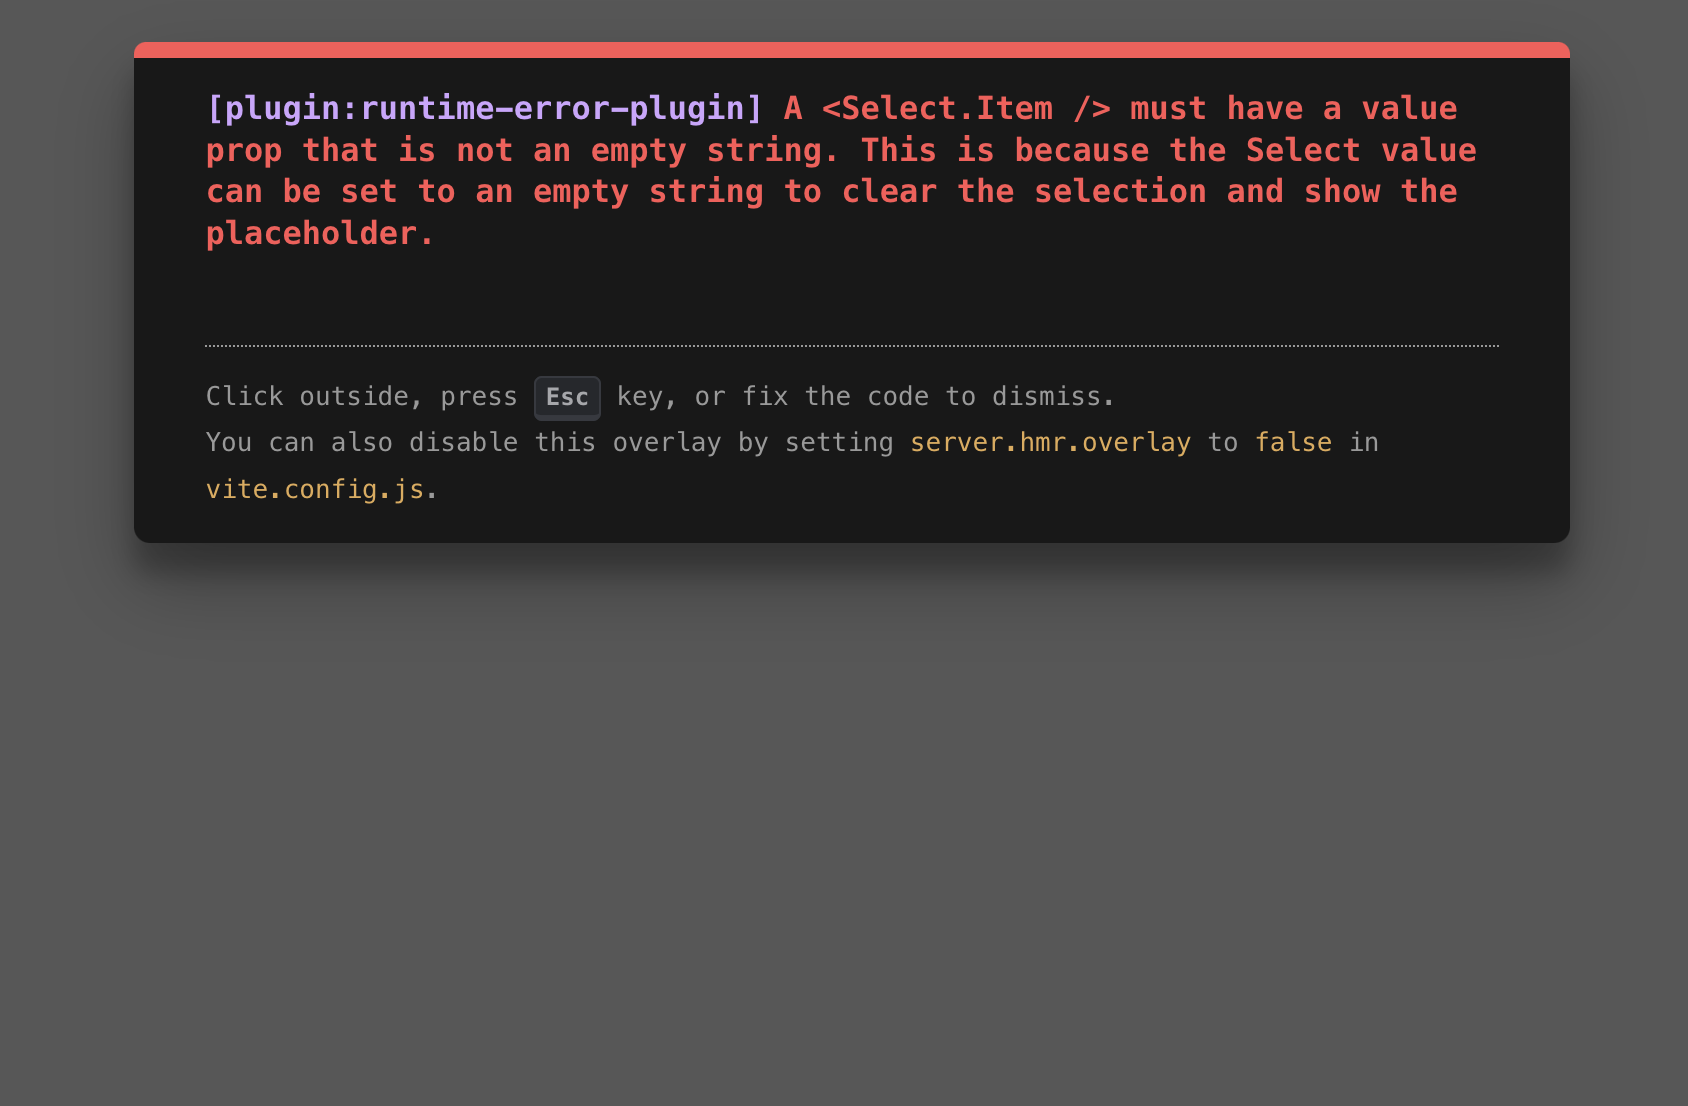 [plugin:runtime-error-plugin] A <Select.Item /> must have a value
prop that is not an empty string. This is because the Select value
can be set to an empty string to clear the selection and show the
placeholder.
Click outside, press Esc key, or fix the code to dismiss.
You can also disable this overlay by setting server.hmr.overlay to false in
vite.config.js.